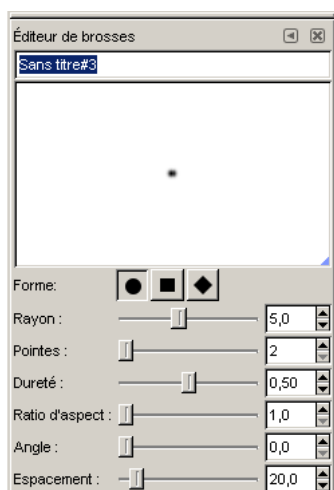 Éditeur de brosses
Sans titre#3
Forme:
Rayon : 5,0
Pointes : 2
Dureté : 0,50
Ratio d'aspect : 1,0
Angle : 0,0
Espacement : 20,0